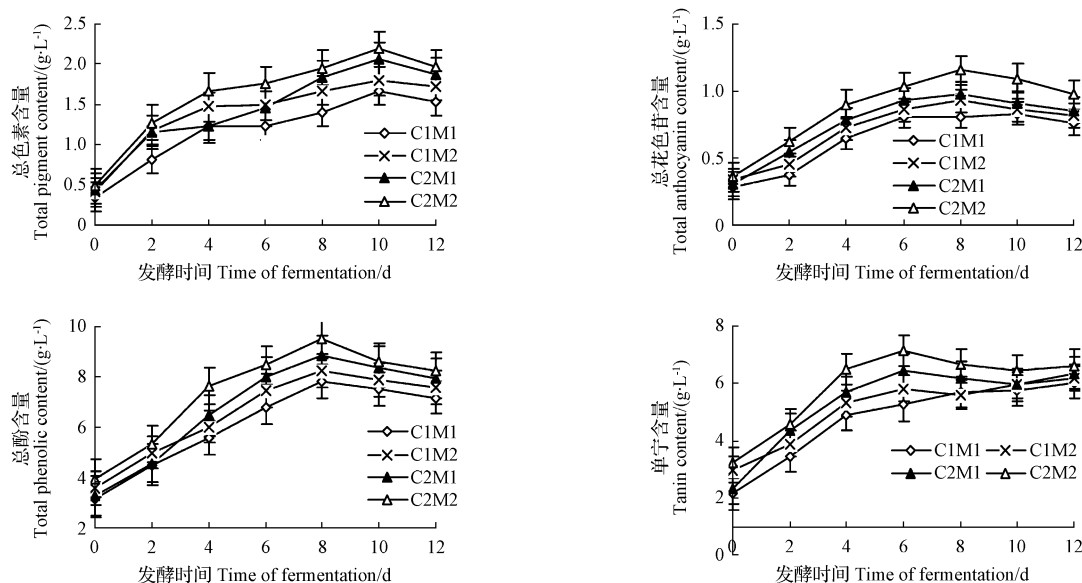 总色素含量
Total pigment content/(g·L⁻¹)
2.5
2.0
1.5
1.0
0.5
0
C1M1
C1M2
C2M1
C2M2
0 2 4 6 8 10 12
发酵时间 Time of fermentation/d
总花色苷含量
Total anthocyanin content/(g·L⁻¹)
1.5
1.0
0.5
0
C1M1
C1M2
C2M1
C2M2
0 2 4 6 8 10 12
发酵时间 Time of fermentation/d
总酚含量
Total phenolic content/(g·L⁻¹)
10
8
6
4
2
C1M1
C1M2
C2M1
C2M2
0 2 4 6 8 10 12
发酵时间 Time of fermentation/d
单宁含量
Tanin content/(g·L⁻¹)
8
6
4
2
0
C1M1 C1M2
C2M1 C2M2
0 2 4 6 8 10 12
发酵时间 Time of fermentation/d